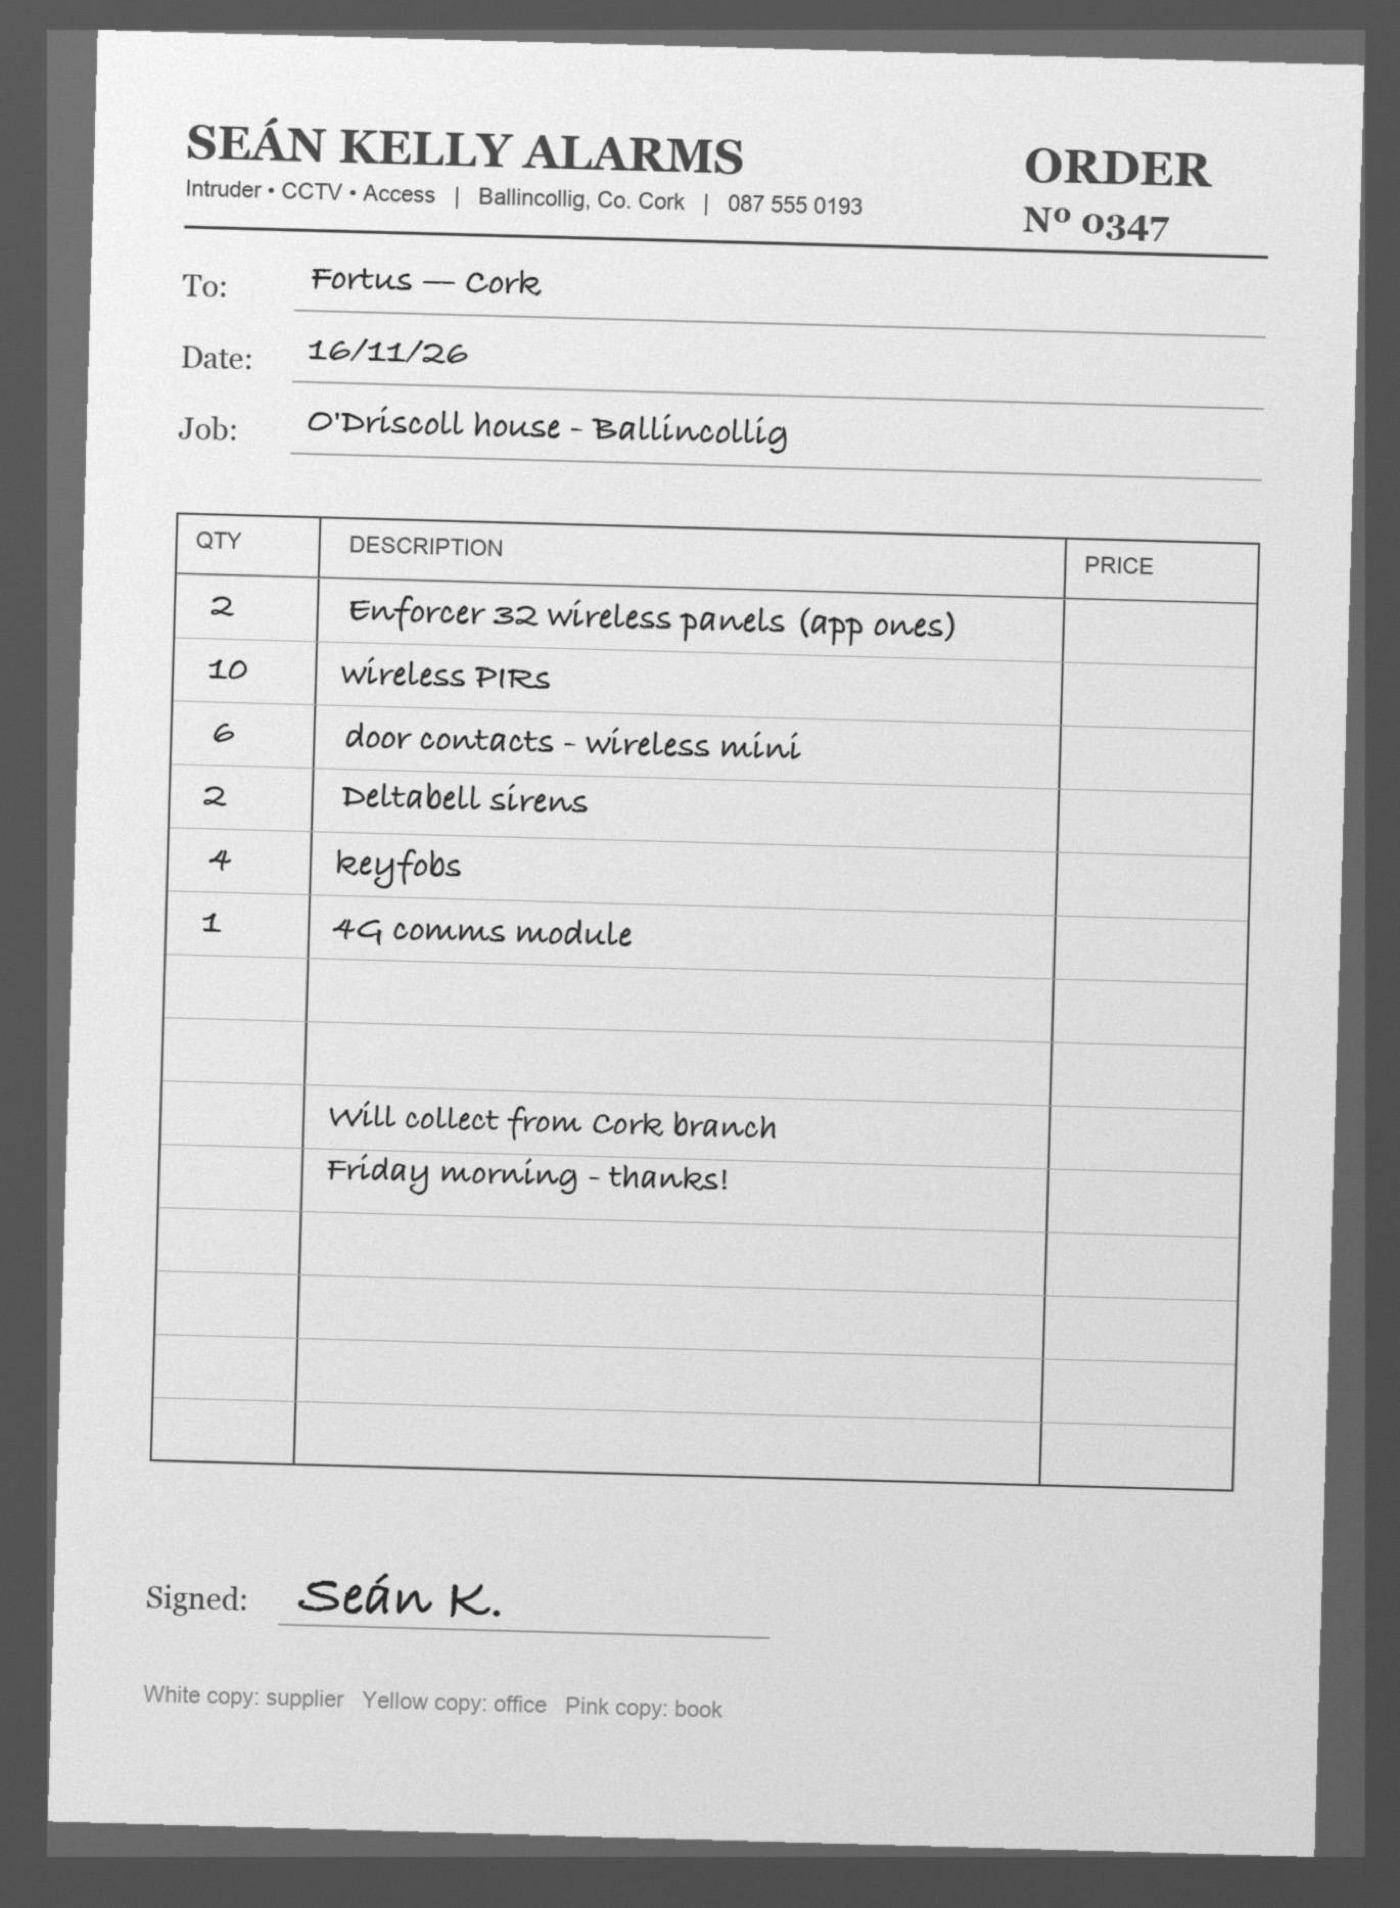 SEÁN KELLY ALARMS
Intruder • CCTV • Access | Ballincollig, Co. Cork | 087 555 0193
ORDER
Nº 0347
To: Fortus — Cork
Date: 16/11/26
Job: O'Driscoll house - Ballincollig
QTY DESCRIPTION PRICE
2 Enforcer 32 wireless panels (app ones)
10 wireless PIRs
6 door contacts - wireless mini
2 Deltabell sirens
4 keyfobs
1 4G comms module
Will collect from Cork branch
Friday morning - thanks!
Signed: Seán K.
White copy: supplier Yellow copy: office Pink copy: book